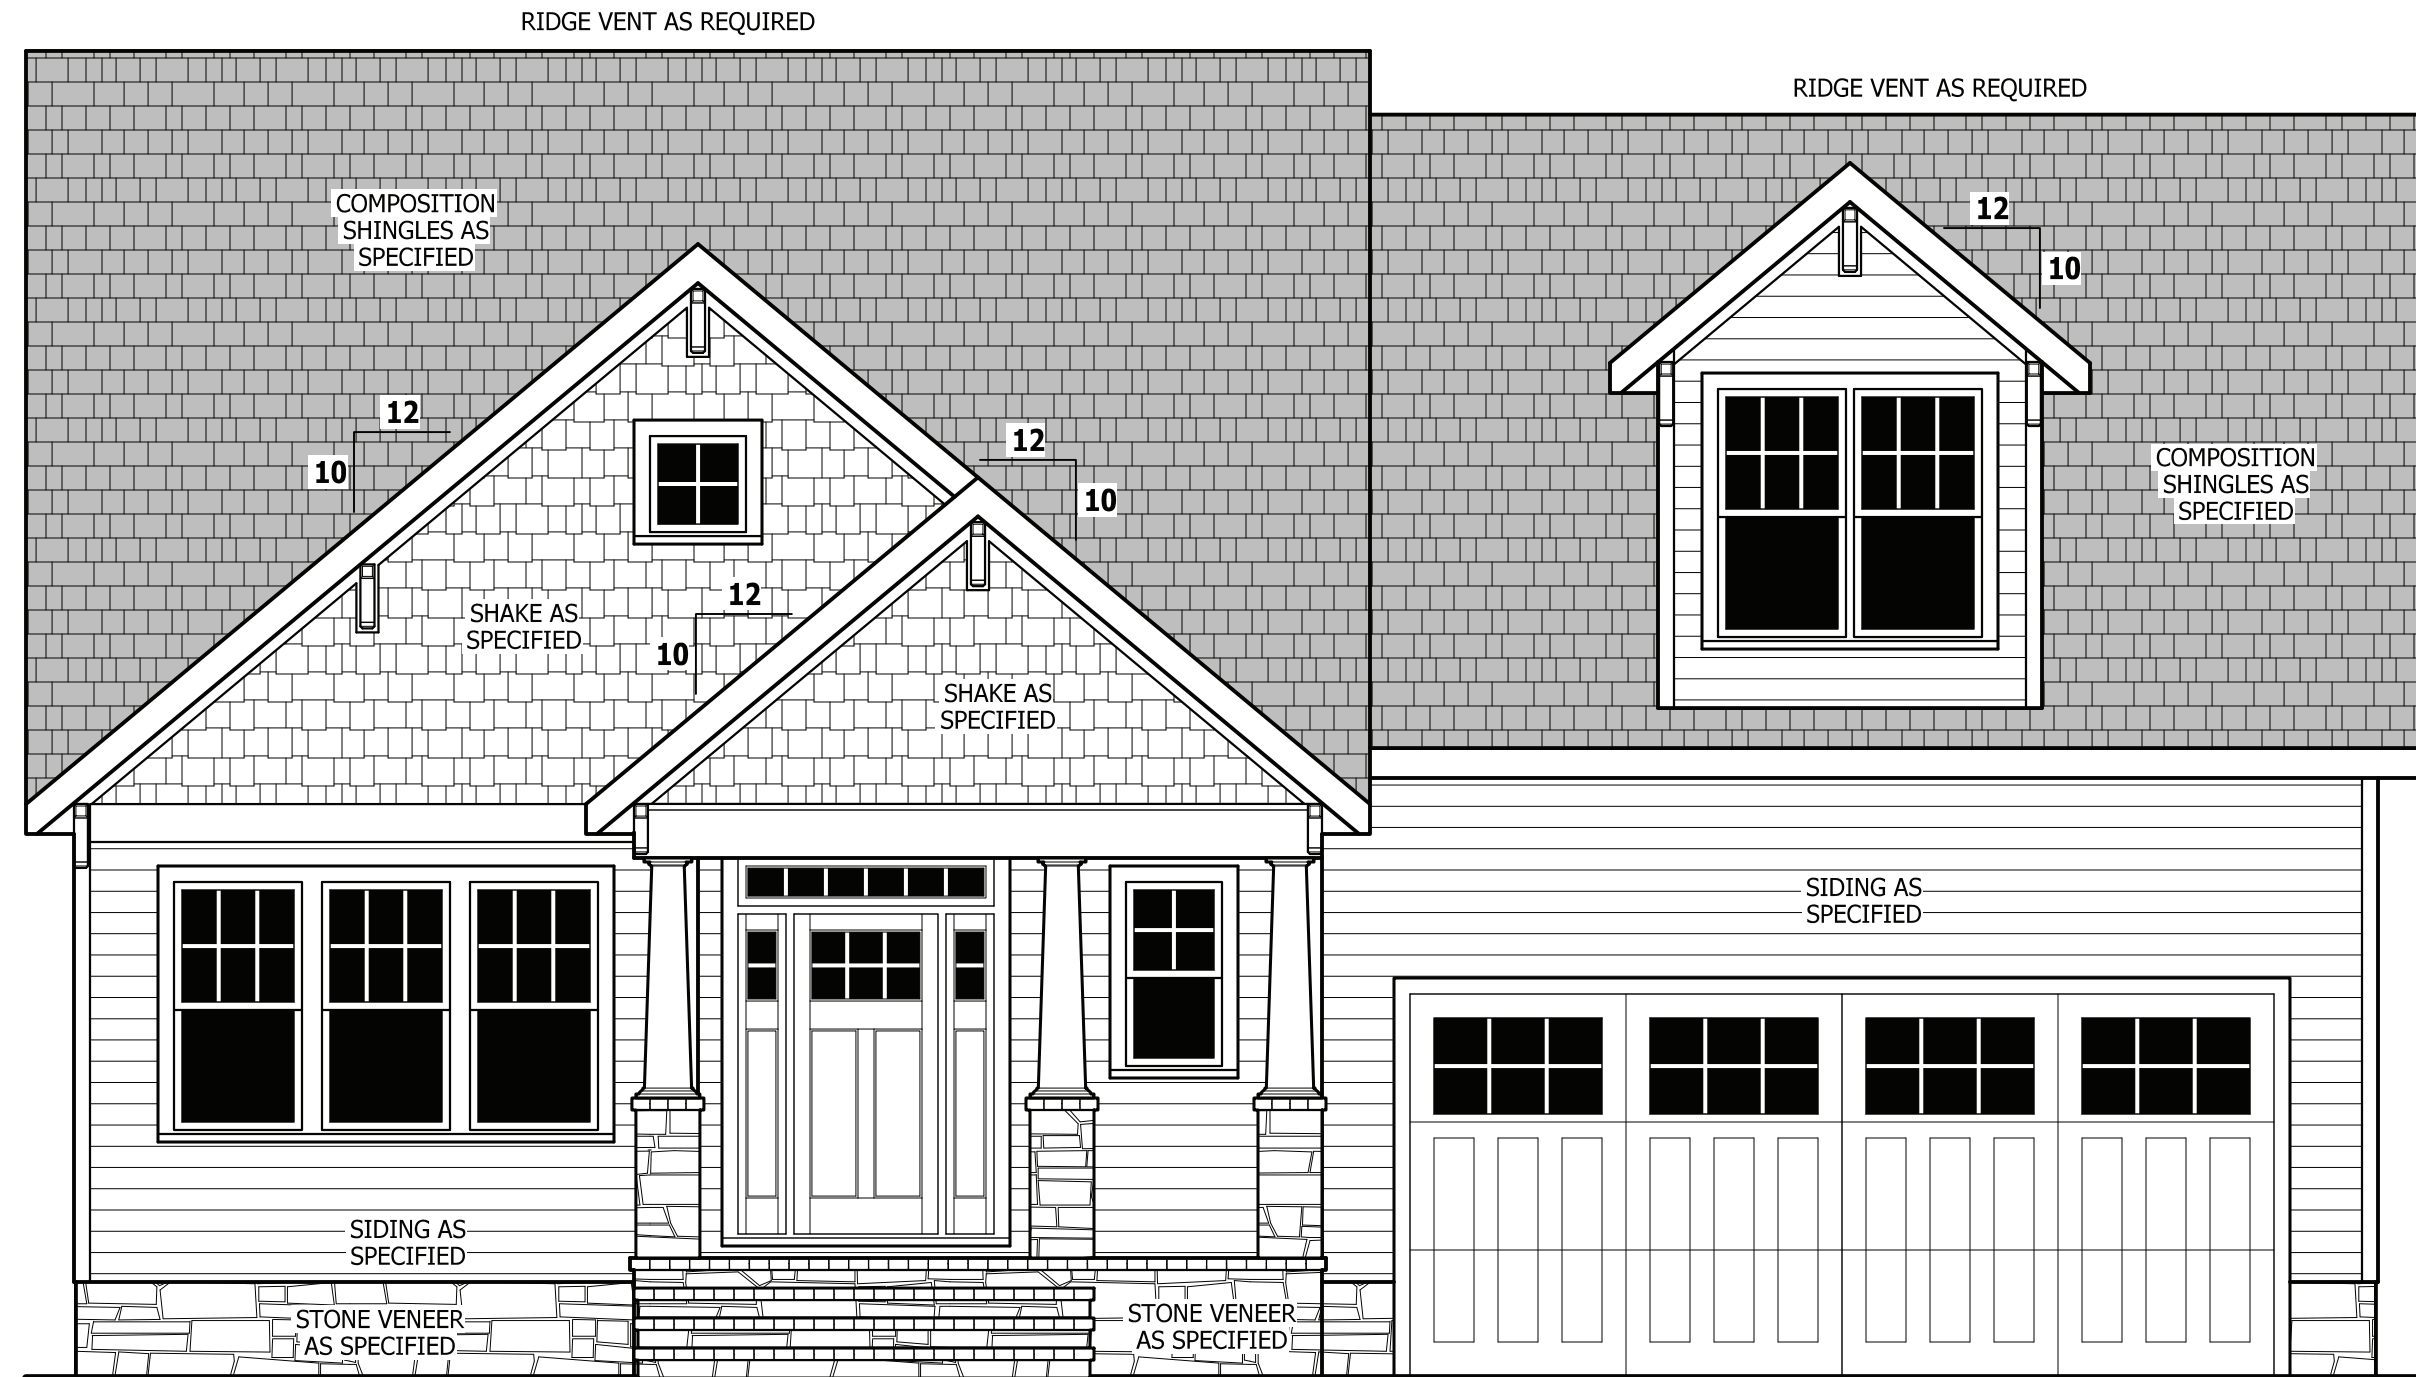 RIDGE VENT AS REQUIRED
RIDGE VENT AS REQUIRED
COMPOSITION
SHINGLES AS
SPECIFIED
12
10
12
10
12
10
COMPOSITION
SHINGLES AS
SPECIFIED
12
10
SHAKE AS
SPECIFIED
SHAKE AS
SPECIFIED
SIDING AS
SPECIFIED
SIDING AS
SPECIFIED
STONE VENEER
AS SPECIFIED
STONE VENEER
AS SPECIFIED